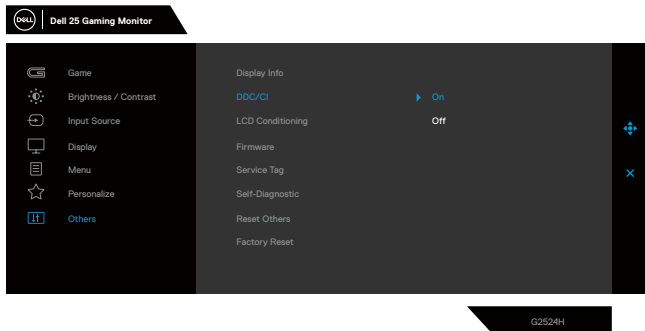 DELL Dell 25 Gaming Monitor
Game Display Info
Brightness / Contrast DDC/CI On
Input Source LCD Conditioning Off
Display Firmware
Menu Service Tag
Personalize Self-Diagnostic
Others Reset Others
Factory Reset
G2524H